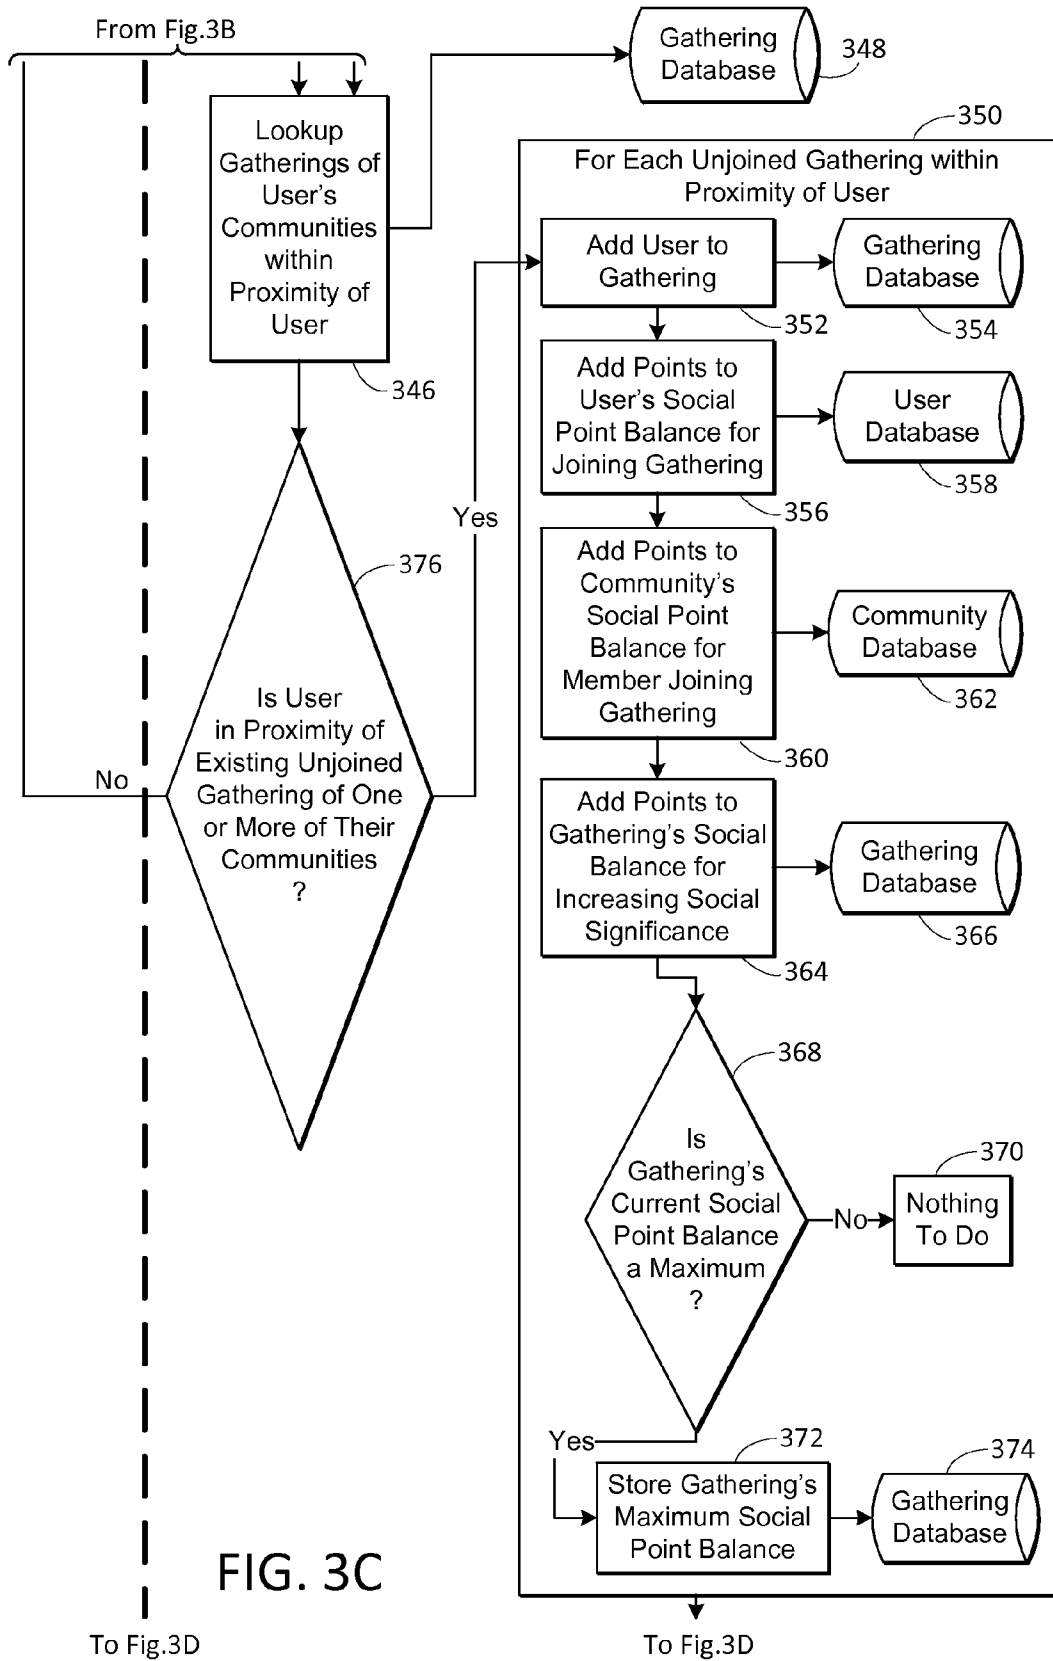 From Fig.3B
Gathering
Database
348
Lookup
Gatherings of
User's
Communities
within
Proximity of
User
346
350
For Each Unjoined Gathering within
Proximity of User
Add User to
Gathering
352
Gathering
Database
354
Add Points to
User's Social
Point Balance for
Joining Gathering
356
User
Database
358
Yes
376
Is User
in Proximity of
Existing Unjoined
Gathering of One
or More of Their
Communities
?
No
Add Points to
Community's
Social Point
Balance for
Member Joining
Gathering
360
Community
Database
362
Add Points to
Gathering's Social
Balance for
Increasing Social
Significance
364
Gathering
Database
366
368
Is
Gathering's
Current Social
Point Balance
a Maximum
?
No
370
Nothing
To Do
Yes
372
Store Gathering's
Maximum Social
Point Balance
374
Gathering
Database
FIG. 3C
To Fig.3D
To Fig.3D